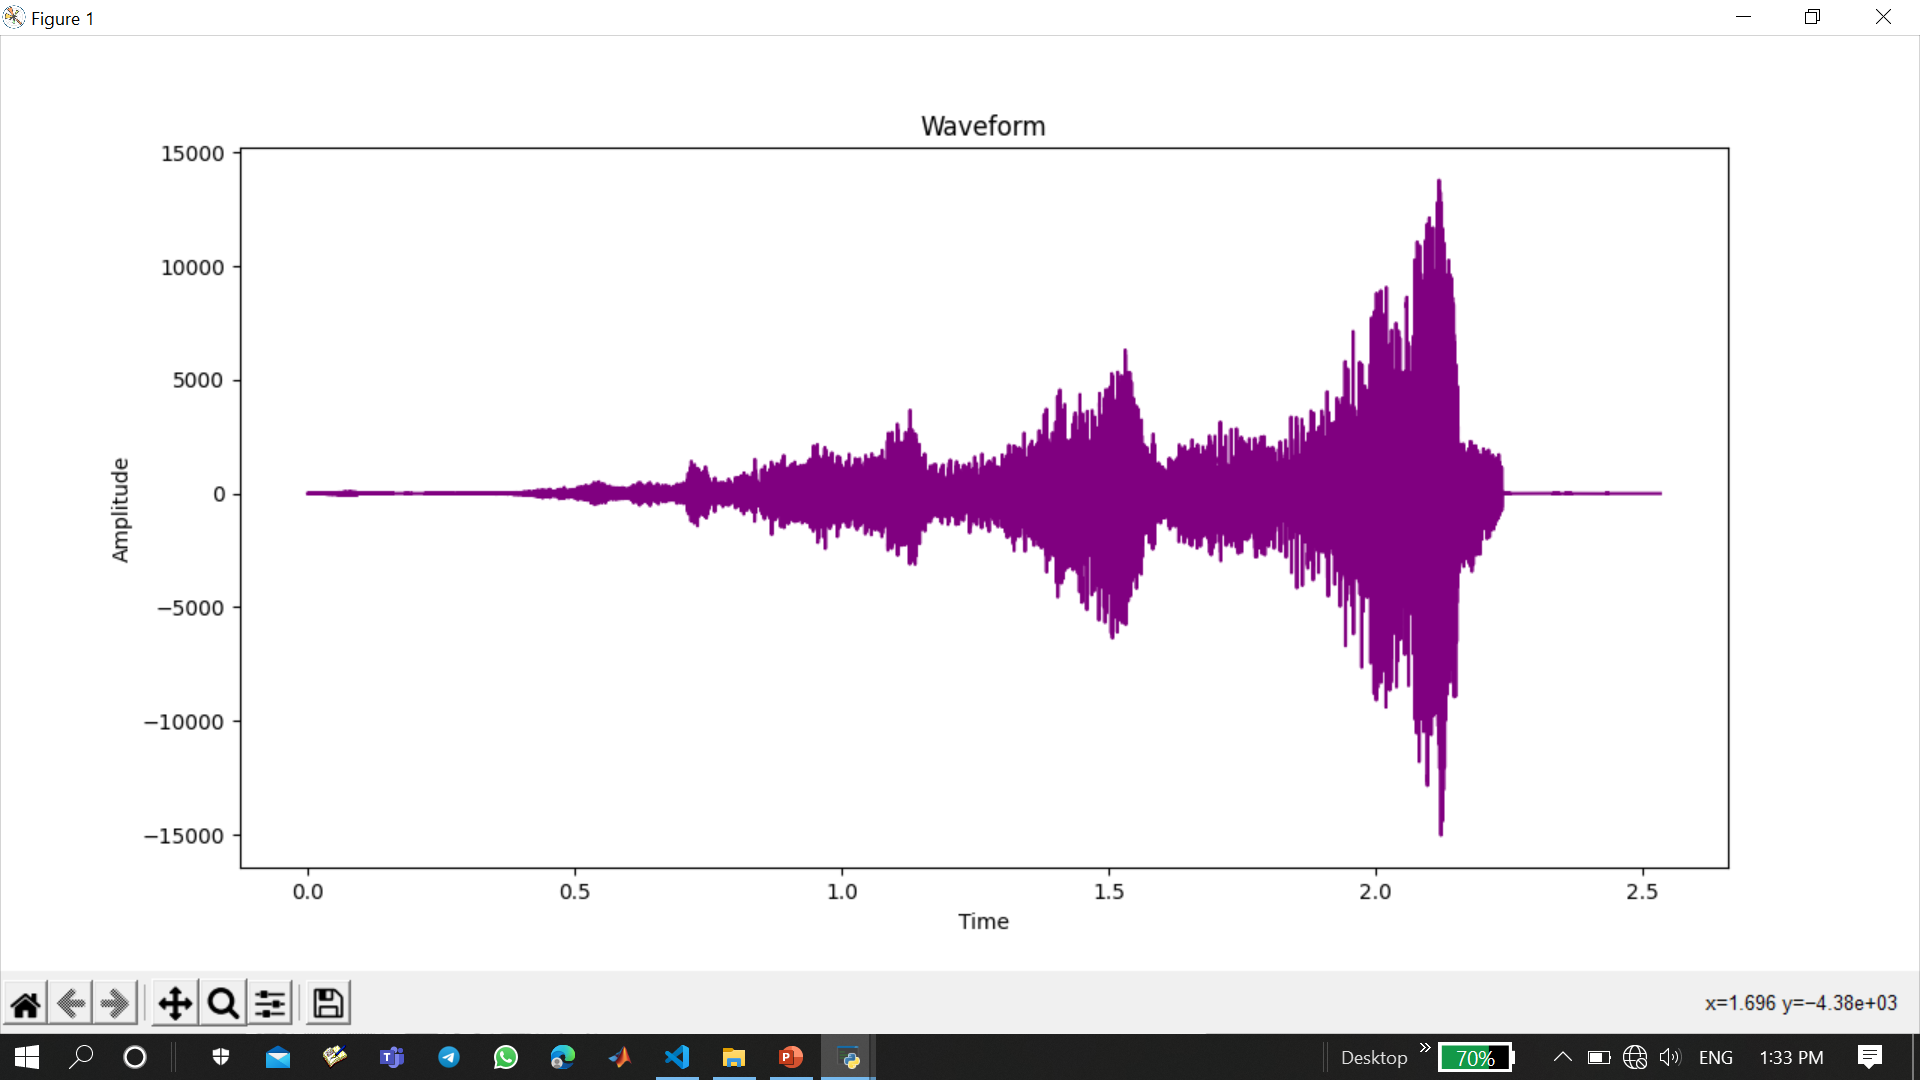 Figure 1
Waveform
15000
10000
5000
0
−5000
−10000
−15000
Amplitude
0.0 0.5 1.0 1.5 2.0 2.5
Time
x=1.696 y=−4.38e+03
Desktop » 70% ENG 1:33 PM